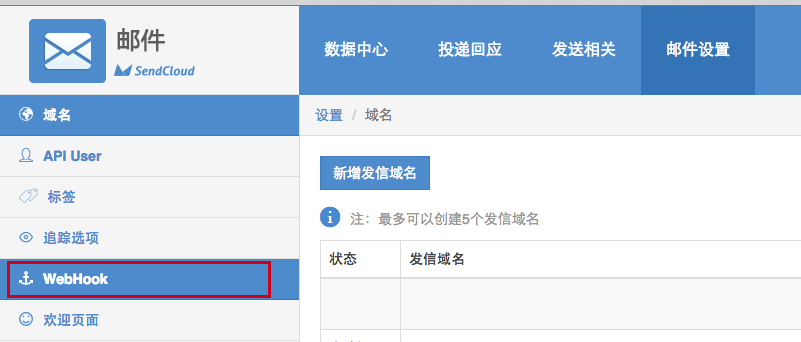 邮件
SendCloud
数据中心
投递回应
发送相关
邮件设置
域名
API User
标签
追踪选项
WebHook
欢迎页面
设置 / 域名
新增发信域名
注：最多可以创建5个发信域名
状态 发信域名